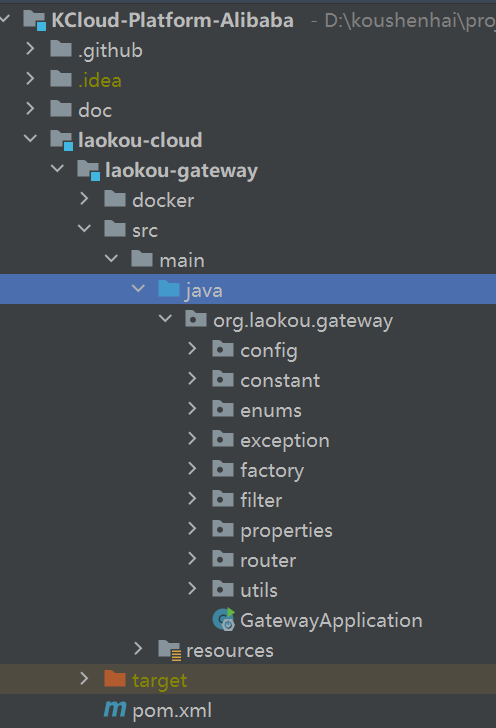 KCloud-Platform-Alibaba - D:\koushenhai\proj
.github
.idea
doc
laokou-cloud
laokou-gateway
docker
src
main
java
org.laokou.gateway
config
constant
enums
exception
factory
filter
properties
router
utils
GatewayApplication
resources
target
pom.xml